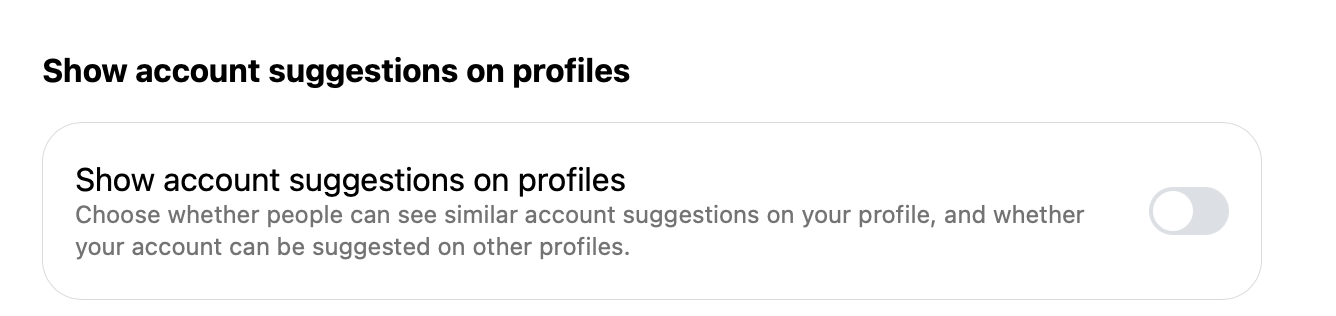 Show account suggestions on profiles
Show account suggestions on profiles
Choose whether people can see similar account suggestions on your profile, and whether
your account can be suggested on other profiles.